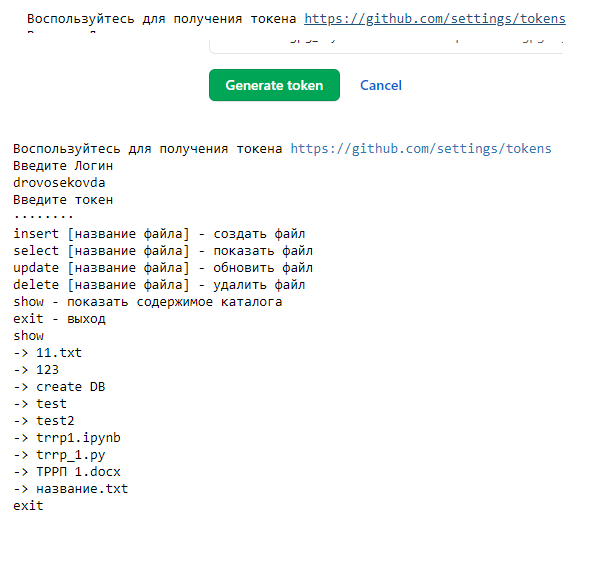 Воспользуйтесь для получения токена https://github.com/settings/tokens
Generate token Cancel
Воспользуйтесь для получения токена https://github.com/settings/tokens
Введите Логин
drovosekovda
Введите токен
········
insert [название файла] - создать файл
select [название файла] - показать файл
update [название файла] - обновить файл
delete [название файла] - удалить файл
show - показать содержимое каталога
exit - выход
show
-> 11.txt
-> 123
-> create DB
-> test
-> test2
-> trrp1.ipynb
-> trrp_1.py
-> ТРРП 1.docx
-> название.txt
exit